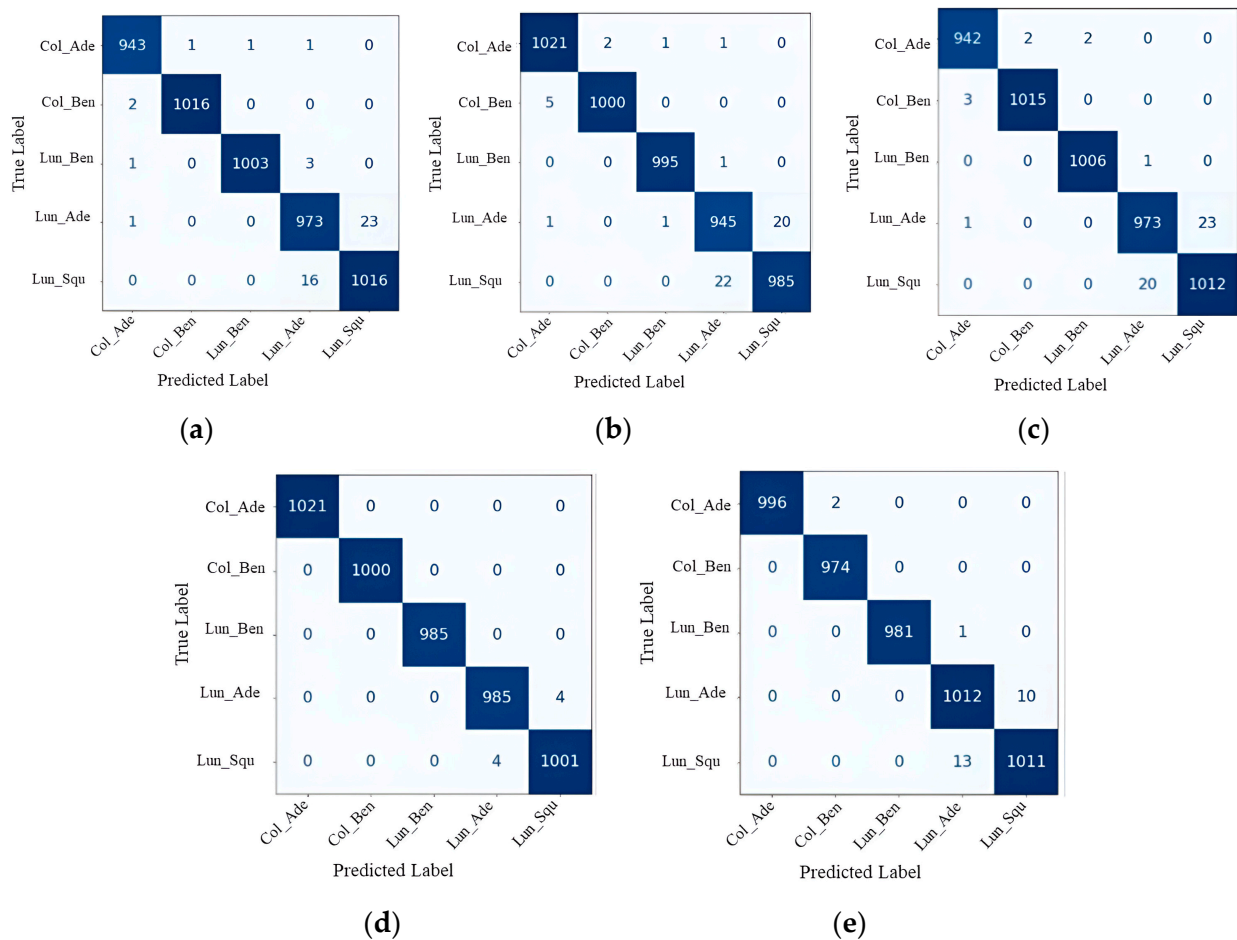 True Label
Col_Ade 943 1 1 1 0
Col_Ben 2 1016 0 0 0
Lun_Ben 1 0 1003 3 0
Lun_Ade 1 0 0 973 23
Lun_Squ 0 0 0 16 1016
Col_Ade Col_Ben Lun_Ben Lun_Ade Lun_Squ
Predicted Label
(a)
True Label
Col_Ade 1021 2 1 1 0
Col_Ben 5 1000 0 0 0
Lun_Ben 0 0 995 1 0
Lun_Ade 1 0 1 945 20
Lun_Squ 0 0 0 22 985
Col_Ade Col_Ben Lun_Ben Lun_Ade Lun_Squ
Predicted Label
(b)
True Label
Col_Ade 942 2 2 0 0
Col_Ben 3 1015 0 0 0
Lun_Ben 0 0 1006 1 0
Lun_Ade 1 0 0 973 23
Lun_Squ 0 0 0 20 1012
Col_Ade Col_Ben Lun_Ben Lun_Ade Lun_Squ
Predicted Label
(c)
True Label
Col_Ade 1021 0 0 0 0
Col_Ben 0 1000 0 0 0
Lun_Ben 0 0 985 0 0
Lun_Ade 0 0 0 985 4
Lun_Squ 0 0 0 4 1001
Col_Ade Col_Ben Lun_Ben Lun_Ade Lun_Squ
Predicted Label
(d)
True Label
Col_Ade 996 2 0 0 0
Col_Ben 0 974 0 0 0
Lun_Ben 0 0 981 1 0
Lun_Ade 0 0 0 1012 10
Lun_Squ 0 0 0 13 1011
Col_Ade Col_Ben Lun_Ben Lun_Ade Lun_Squ
Predicted Label
(e)